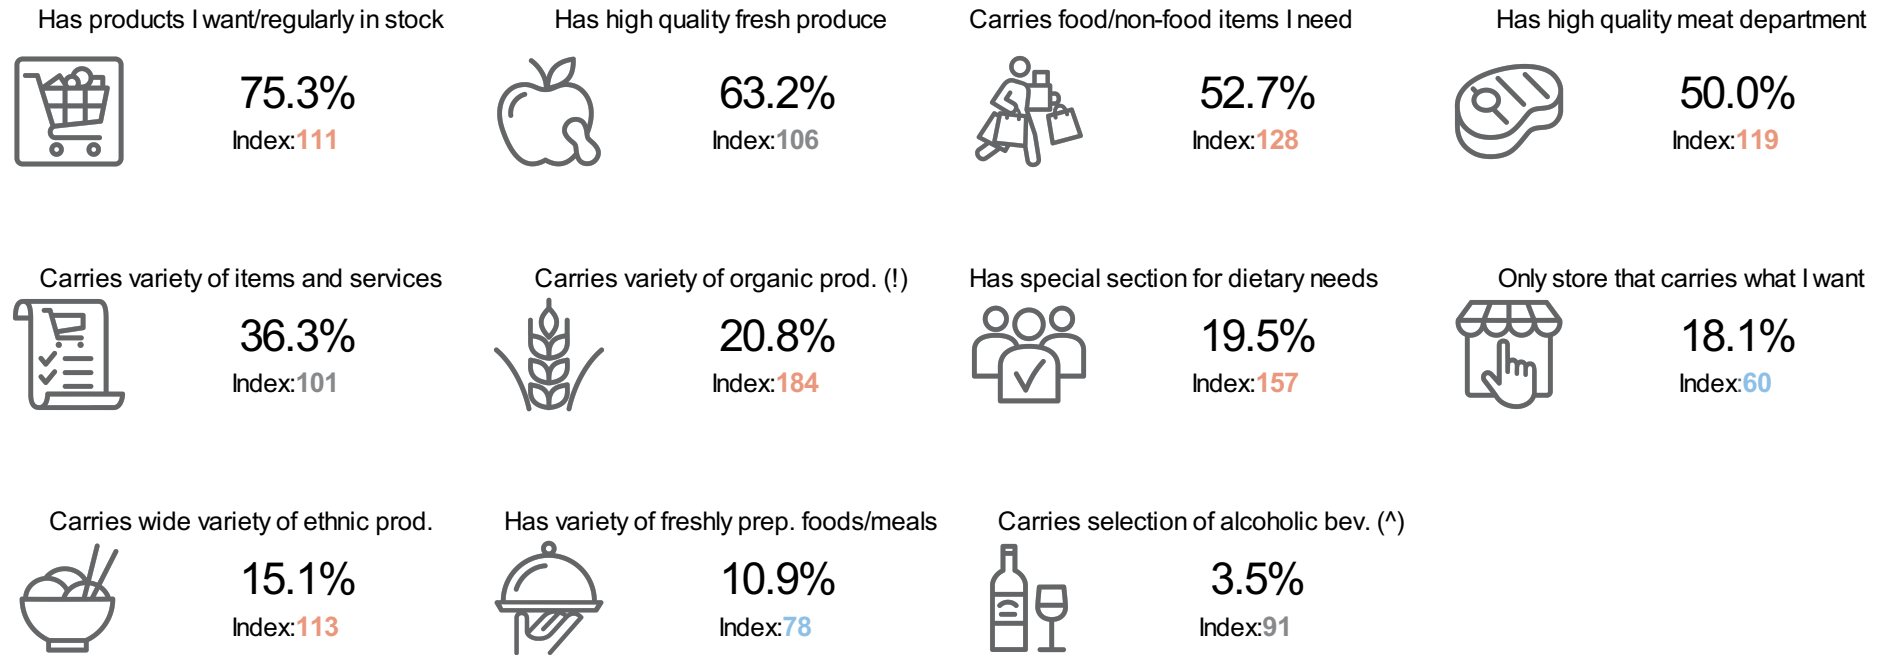 Has products I want/regularly in stock
75.3%
Index:111
Has high quality fresh produce
63.2%
Index:106
Carries food/non-food items I need
52.7%
Index:128
Has high quality meat department
50.0%
Index:119
Carries variety of items and services
36.3%
Index:101
Carries variety of organic prod. (!)
20.8%
Index:184
Has special section for dietary needs
19.5%
Index:157
Only store that carries what I want
18.1%
Index:60
Carries wide variety of ethnic prod.
15.1%
Index:113
Has variety of freshly prep. foods/meals
10.9%
Index:78
Carries selection of alcoholic bev. (^)
3.5%
Index:91